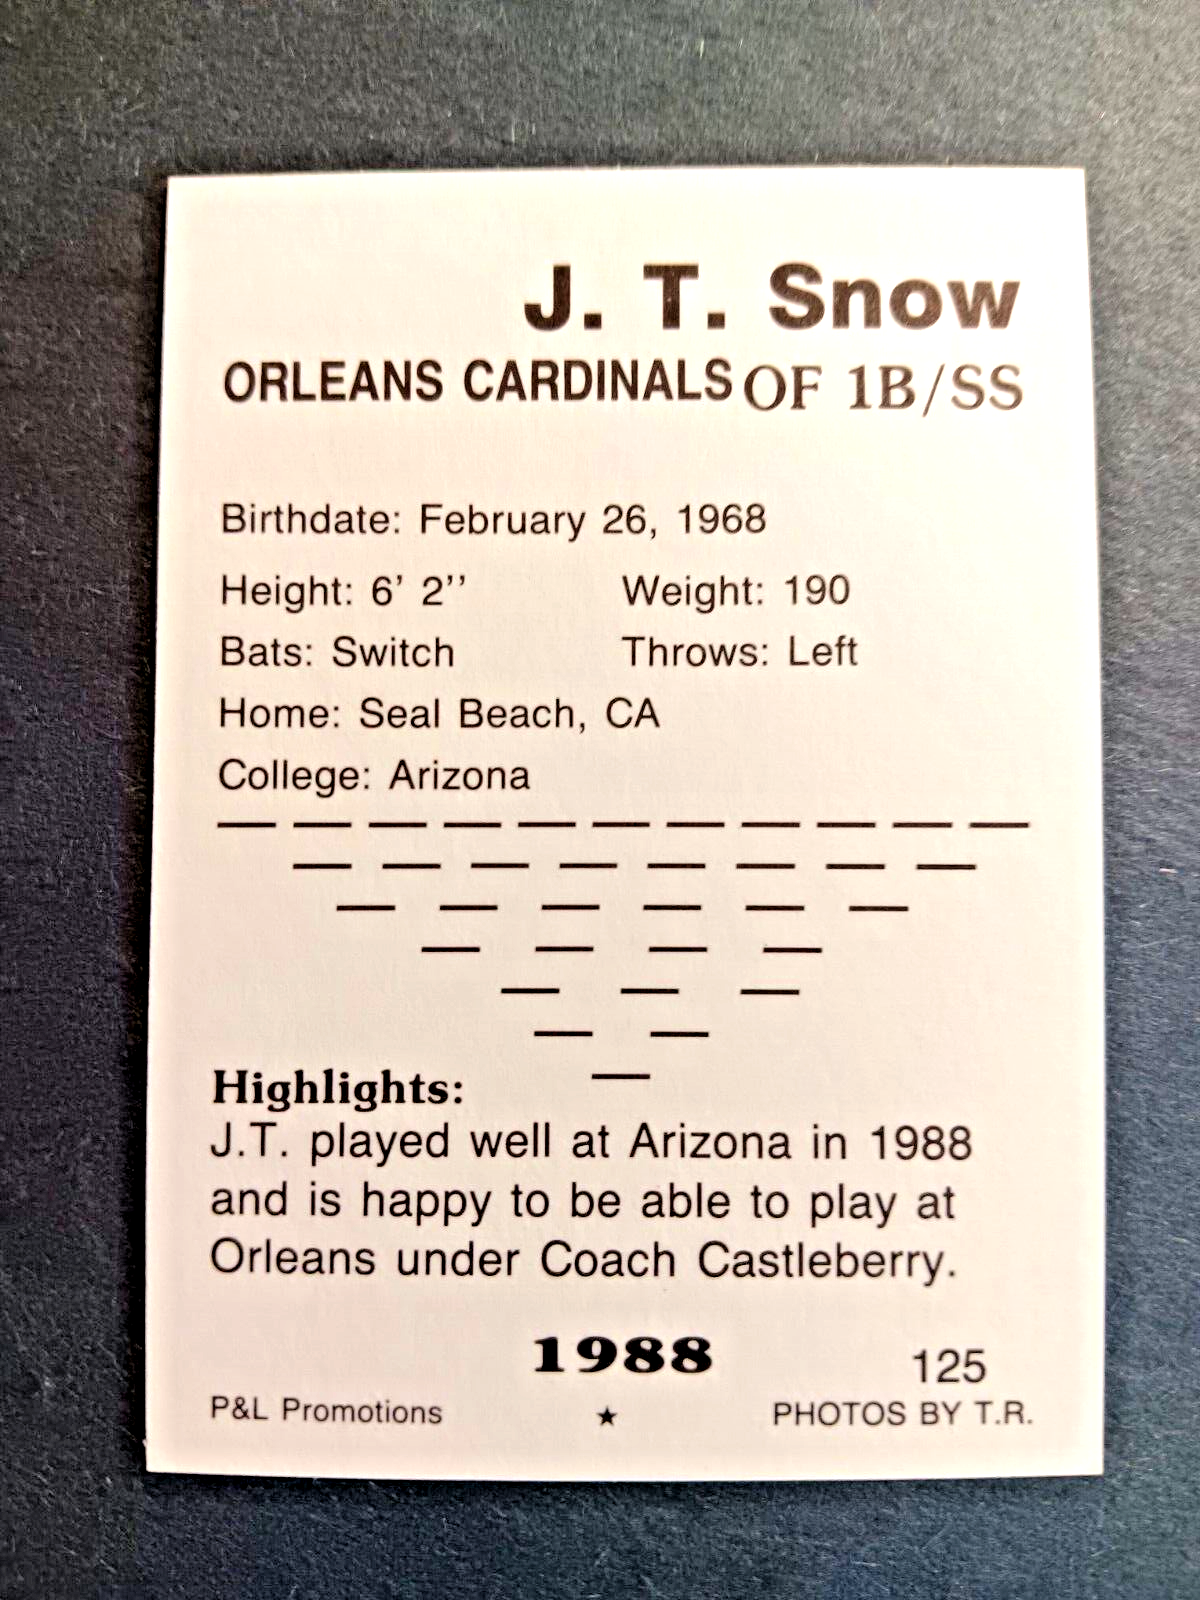 J. T. Snow
ORLEANS CARDINALS OF 1B/SS
Birthdate: February 26, 1968
Height: 6' 2'' Weight: 190
Bats: Switch Throws: Left
Home: Seal Beach, CA
College: Arizona
Highlights:
J.T. played well at Arizona in 1988
and is happy to be able to play at
Orleans under Coach Castleberry.
1988
125
P&L Promotions ★ PHOTOS BY T.R.